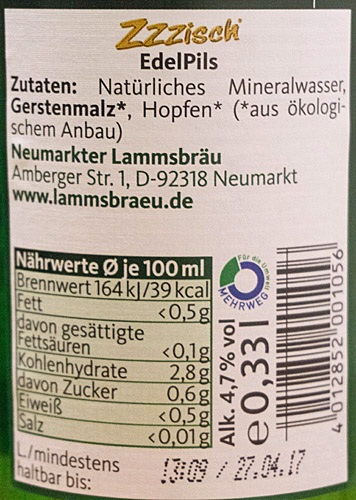 Zzzisch
EdelPils
Zutaten: Natürliches Mineralwasser,
Gerstenmalz*, Hopfen* (*aus ökologi-
schem Anbau)
Neumarkter Lammsbräu
Amberger Str. 1, D-92318 Neumarkt
www.lammsbraeu.de
Nährwerte Ø je 100 ml
Brennwert 164 kJ/39 kcal
Fett <0,5g
davon gesättigte
Fettsäuren <0,1g
Kohlenhydrate 2,8g
davon Zucker 0,6g
Eiweiß <0,5g
Salz <0,01g
Für die Umwelt
MEHRWEG
Alk. 4,7% vol
e 0,33 l
4 012852 001056
L./mindestens
haltbar bis:
13:09 / 27.04.17